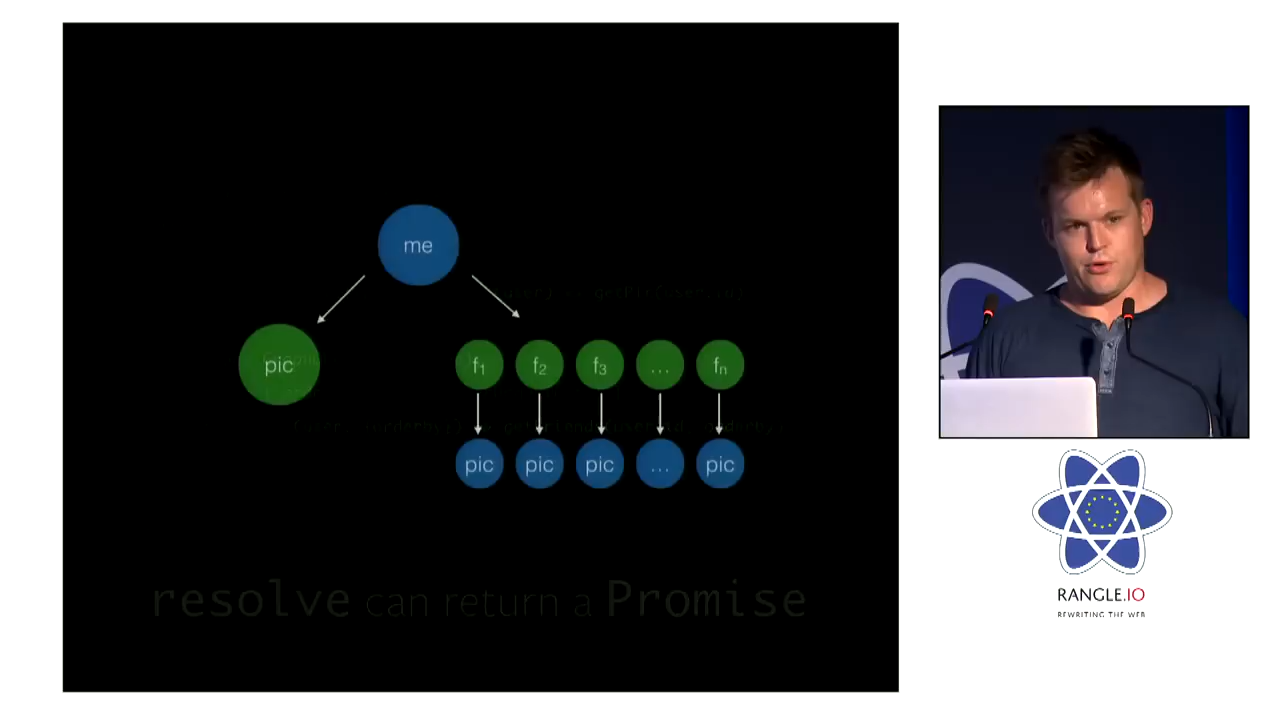 me
pic
f₁ f₂ f₃ … fₙ
pic pic pic … pic
resolve can return a Promise
RANGLE.IO
REWRITING THE WEB